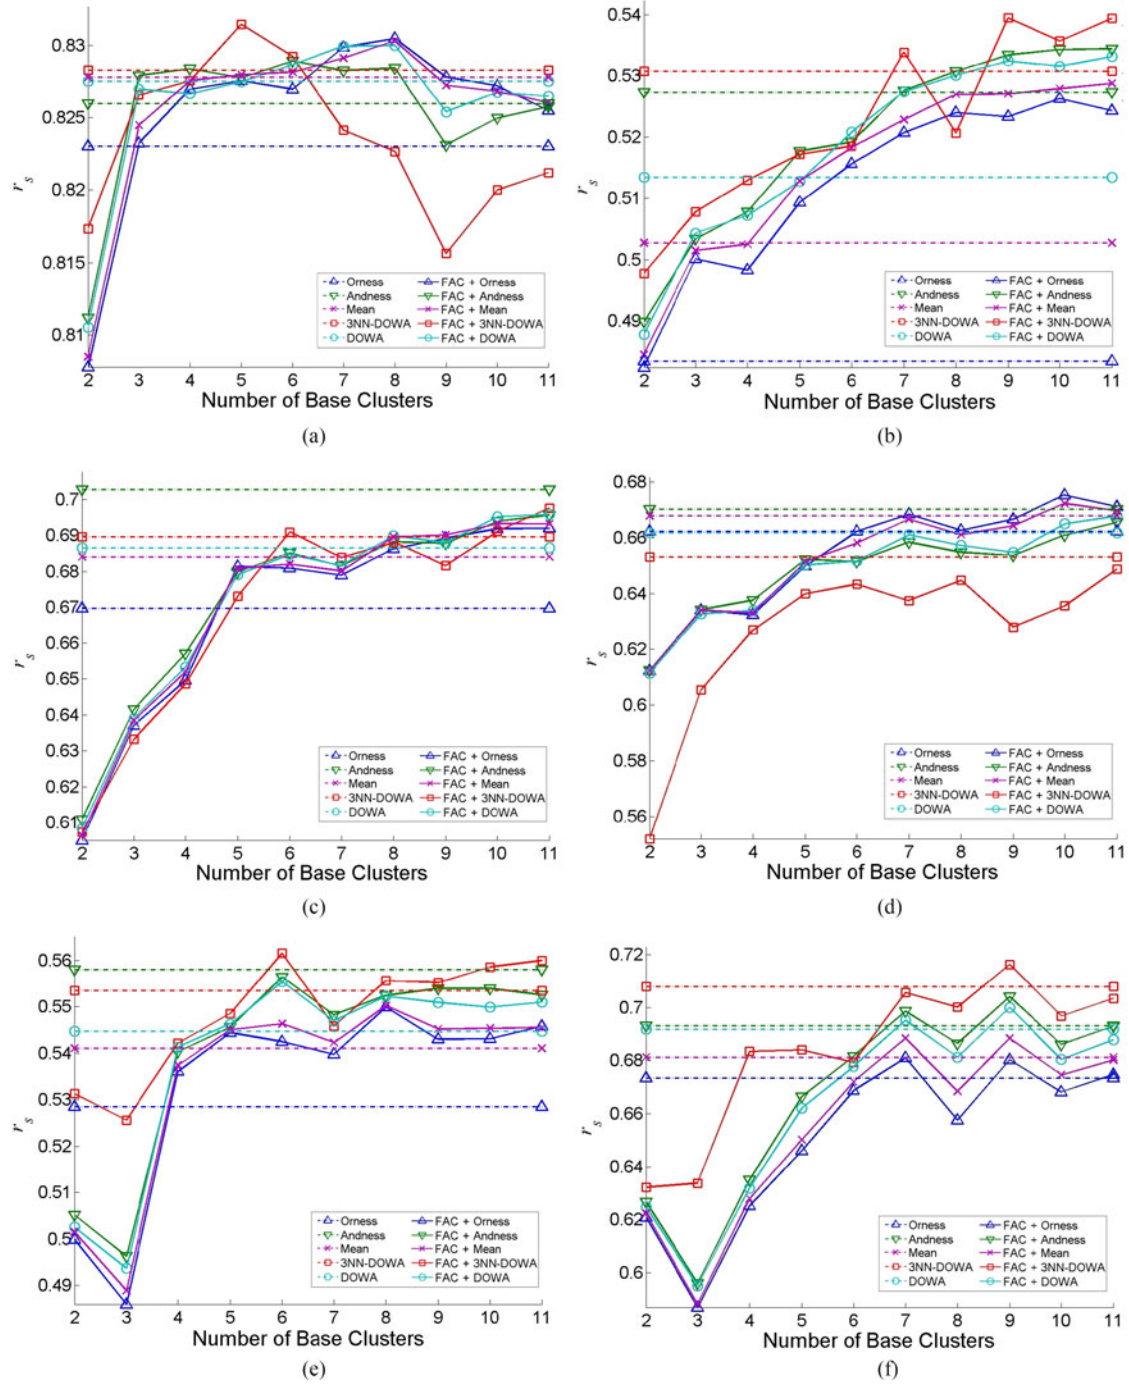 0.83
0.825
0.82
0.815
0.81
r_s
2 3 4 5 6 7 8 9 10 11
Number of Base Clusters
Orness FAC + Orness
Andness FAC + Andness
Mean FAC + Mean
3NN-DOWA FAC + 3NN-DOWA
DOWA FAC + DOWA
(a)
0.54
0.53
0.52
0.51
0.5
0.49
r_s
2 3 4 5 6 7 8 9 10 11
Number of Base Clusters
Orness FAC + Orness
Andness FAC + Andness
Mean FAC + Mean
3NN-DOWA FAC + 3NN-DOWA
DOWA FAC + DOWA
(b)
0.7
0.69
0.68
0.67
0.66
0.65
0.64
0.63
0.62
0.61
r_s
2 3 4 5 6 7 8 9 10 11
Number of Base Clusters
Orness FAC + Orness
Andness FAC + Andness
Mean FAC + Mean
3NN-DOWA FAC + 3NN-DOWA
DOWA FAC + DOWA
(c)
0.68
0.66
0.64
0.62
0.6
0.58
0.56
r_s
2 3 4 5 6 7 8 9 10 11
Number of Base Clusters
Orness FAC + Orness
Andness FAC + Andness
Mean FAC + Mean
3NN-DOWA FAC + 3NN-DOWA
DOWA FAC + DOWA
(d)
0.56
0.55
0.54
0.53
0.52
0.51
0.5
0.49
r_s
2 3 4 5 6 7 8 9 10 11
Number of Base Clusters
Orness FAC + Orness
Andness FAC + Andness
Mean FAC + Mean
3NN-DOWA FAC + 3NN-DOWA
DOWA FAC + DOWA
(e)
0.72
0.7
0.68
0.66
0.64
0.62
0.6
r_s
2 3 4 5 6 7 8 9 10 11
Number of Base Clusters
Orness FAC + Orness
Andness FAC + Andness
Mean FAC + Mean
3NN-DOWA FAC + 3NN-DOWA
DOWA FAC + DOWA
(f)